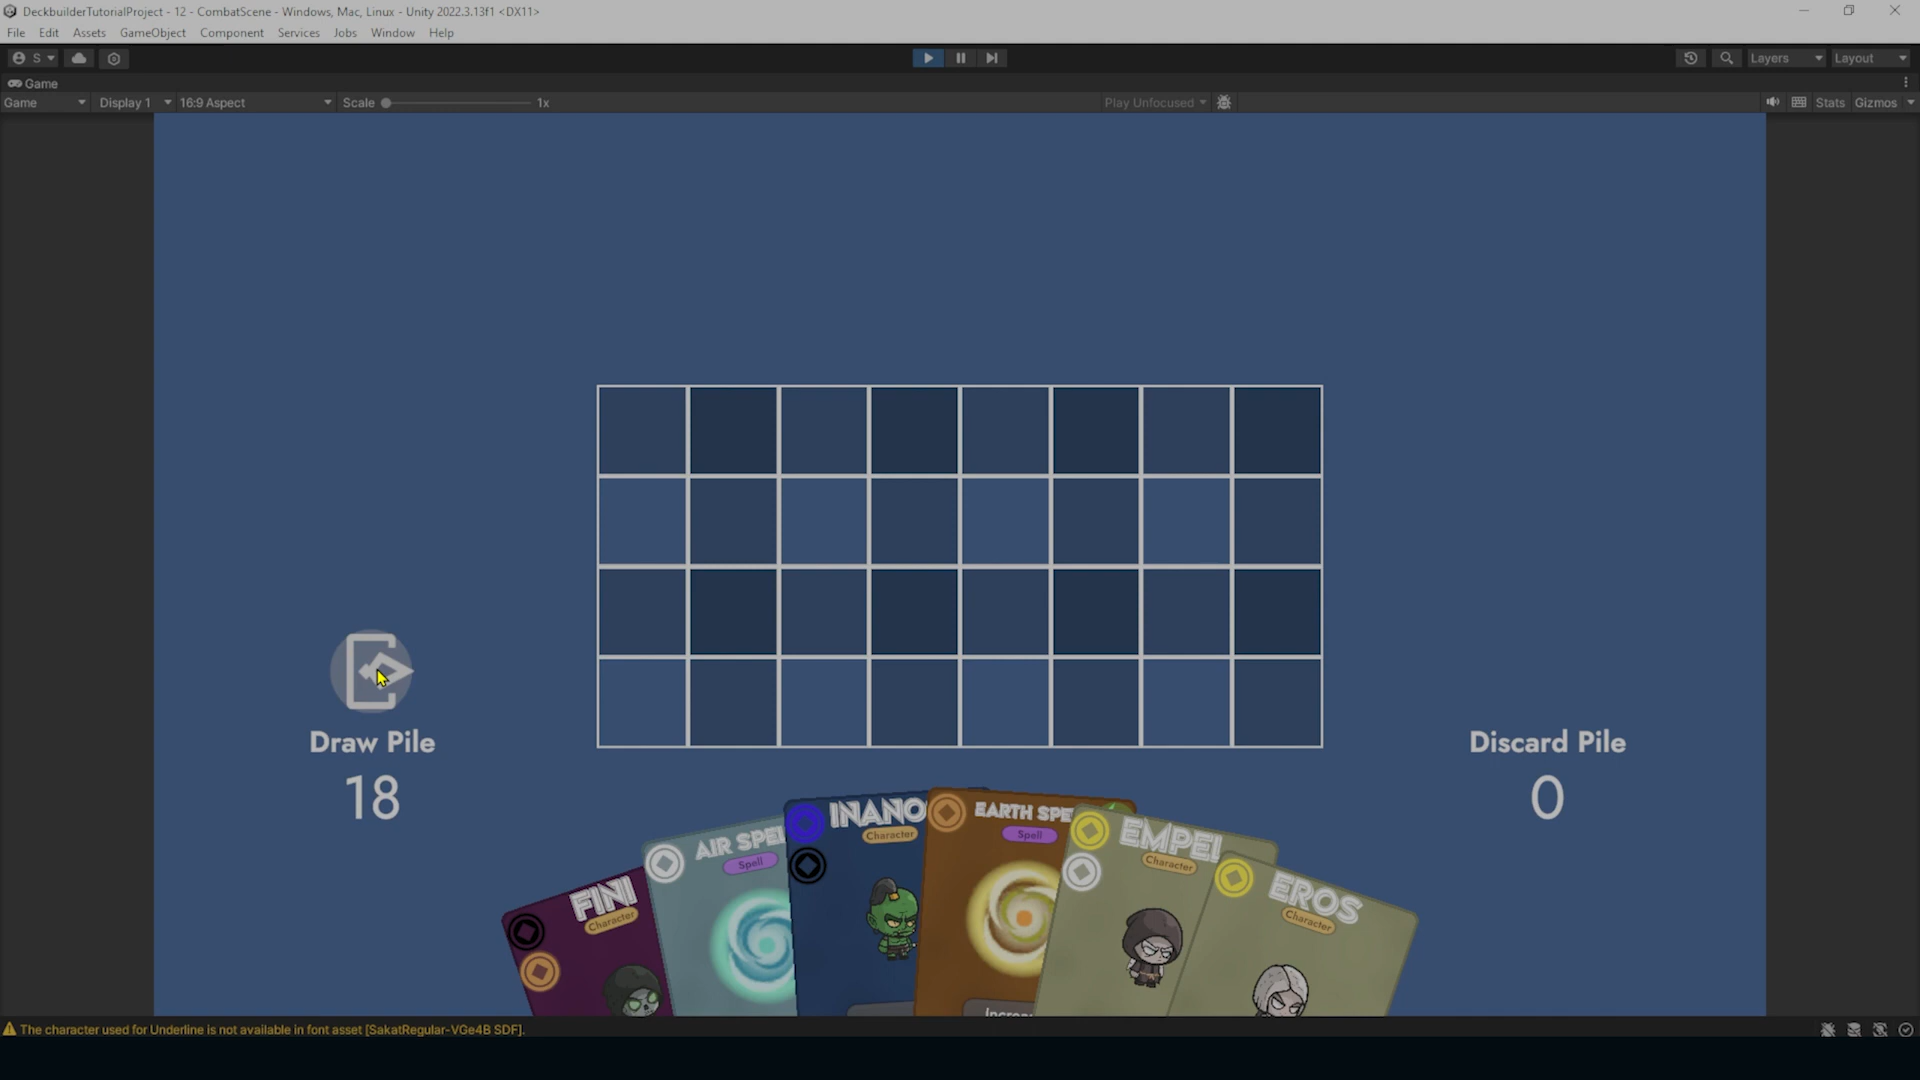 DeckbuilderTutorialProject - 12 - CombatScene - Windows, Mac, Linux - Unity 2022.3.13f1 <DX11>
File Edit Assets GameObject Component Services Jobs Window Help
S Layers Layout
Game
Game Display 1 16:9 Aspect Scale 1x Play Unfocused Stats Gizmos
Draw Pile
18
Discard Pile
0
FINI
Character
AIR SPEL
Spell
INANO
Character
EARTH SPE
Spell
EMPEI
Character
EROS
Character
Increa
The character used for Underline is not available in font asset [SakatRegular-VGe4B SDF].